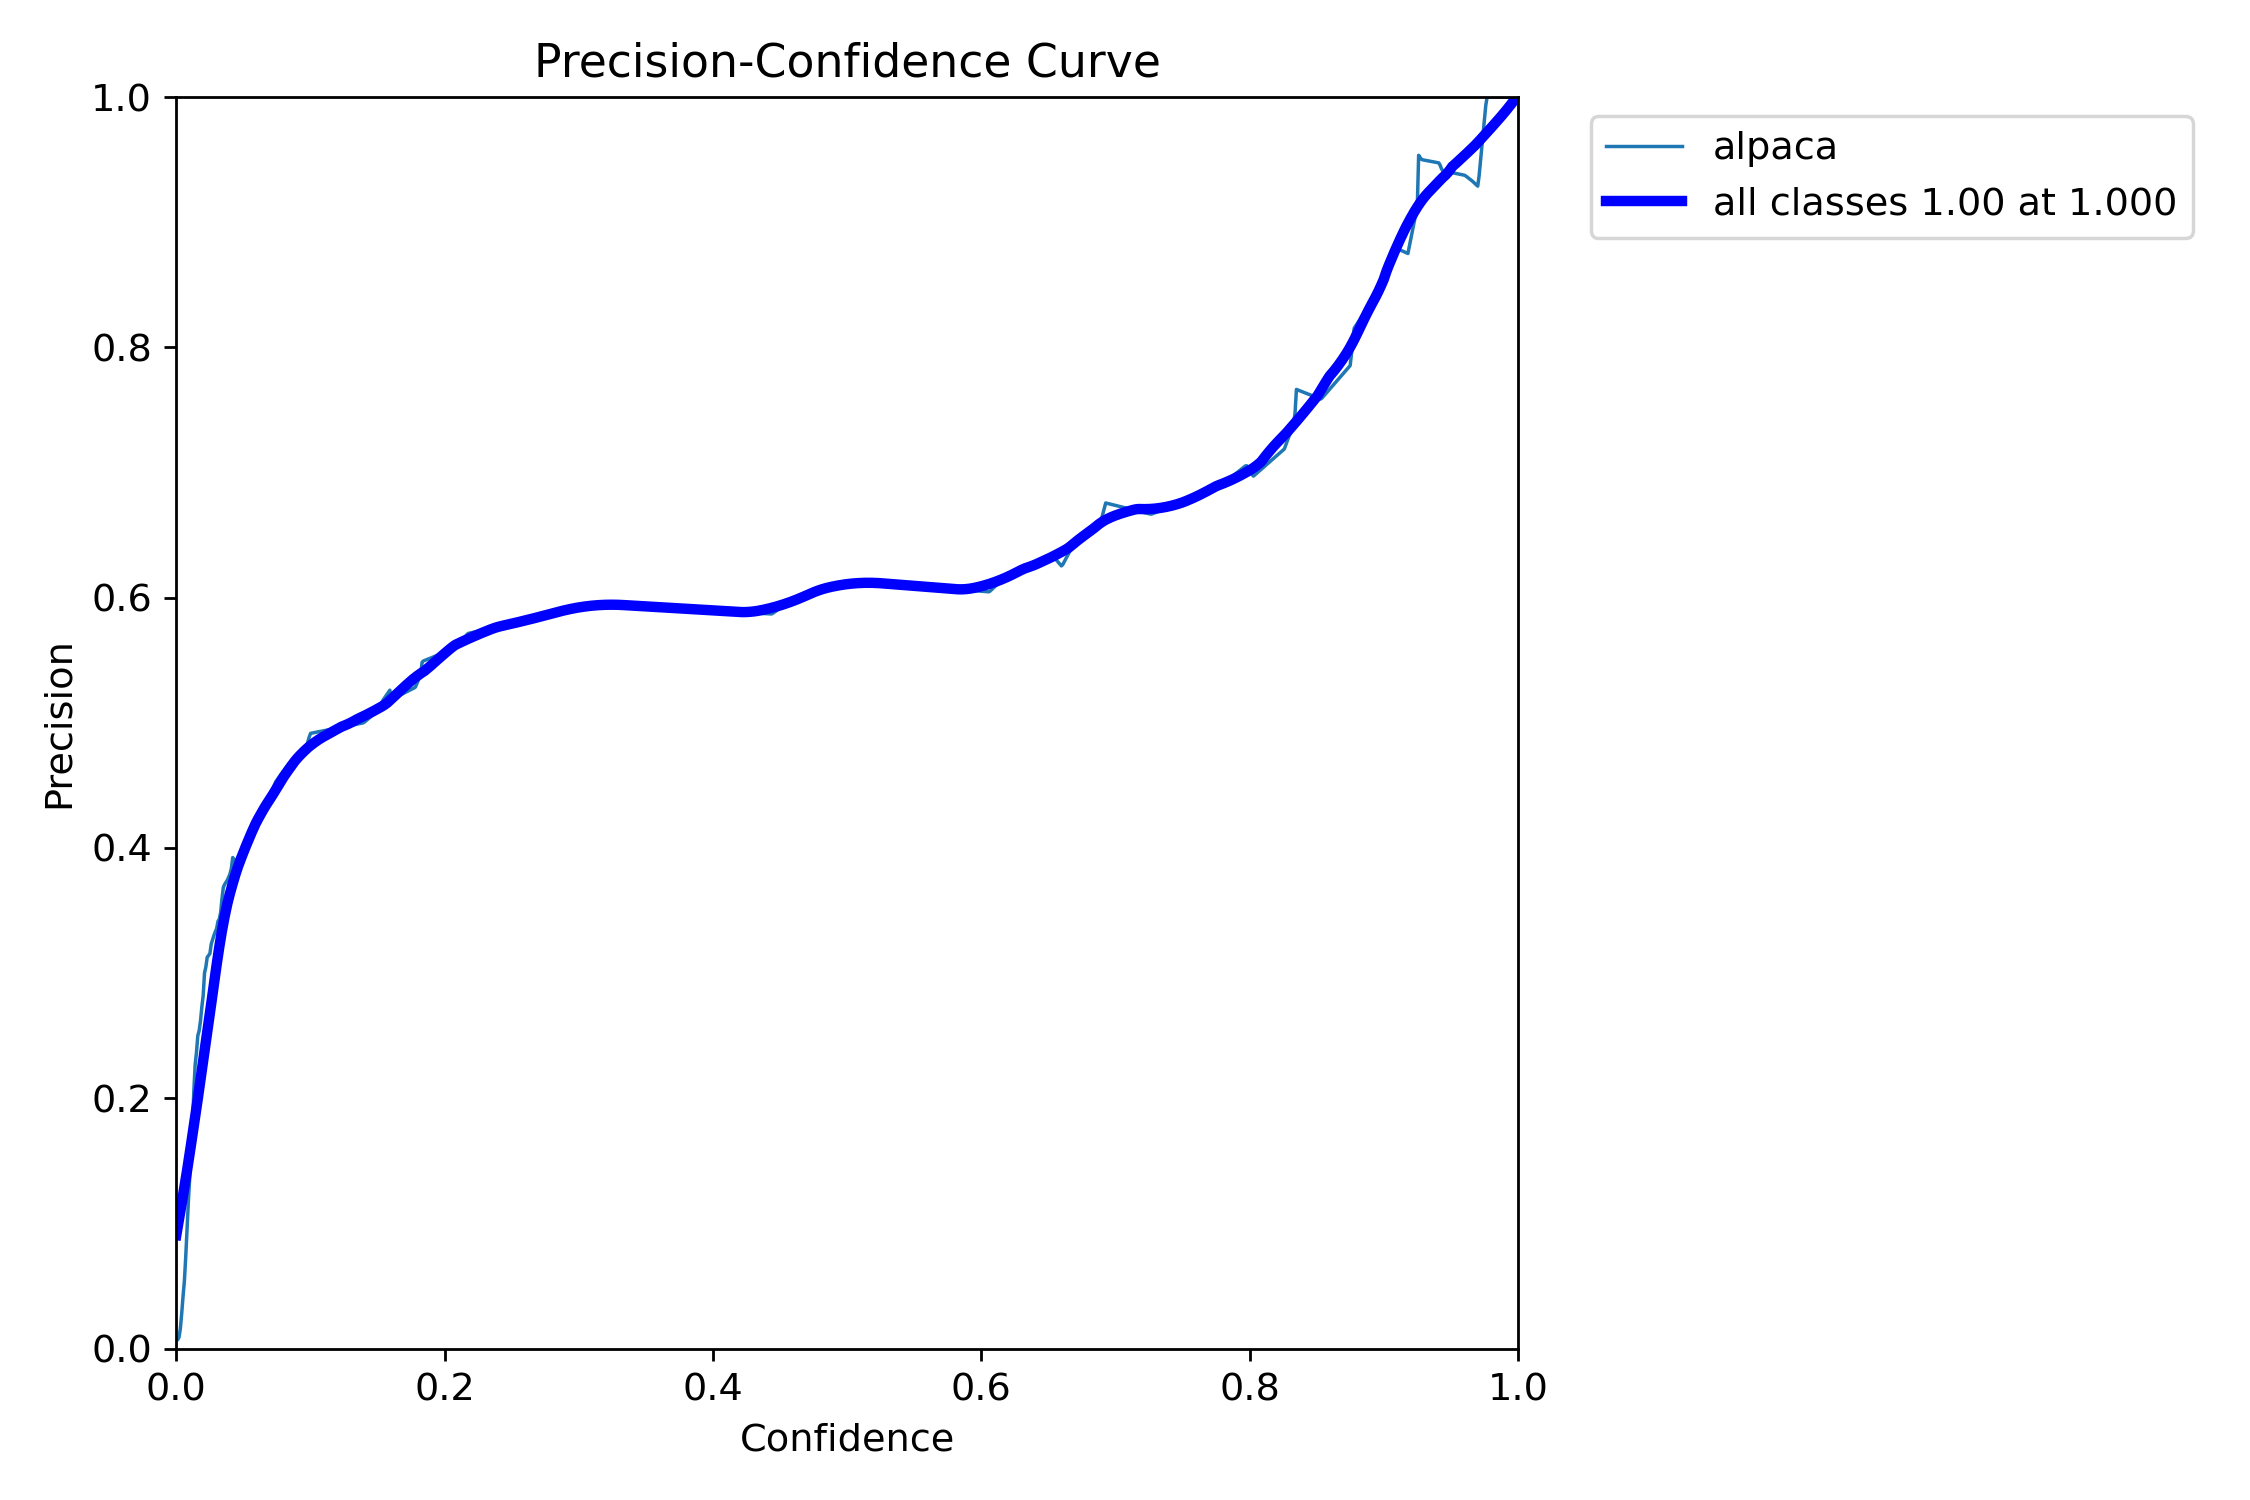 Precision-Confidence Curve
1.0
0.8
0.6
0.4
0.2
0.0
Precision
0.0 0.2 0.4 0.6 0.8 1.0
Confidence
alpaca
all classes 1.00 at 1.000